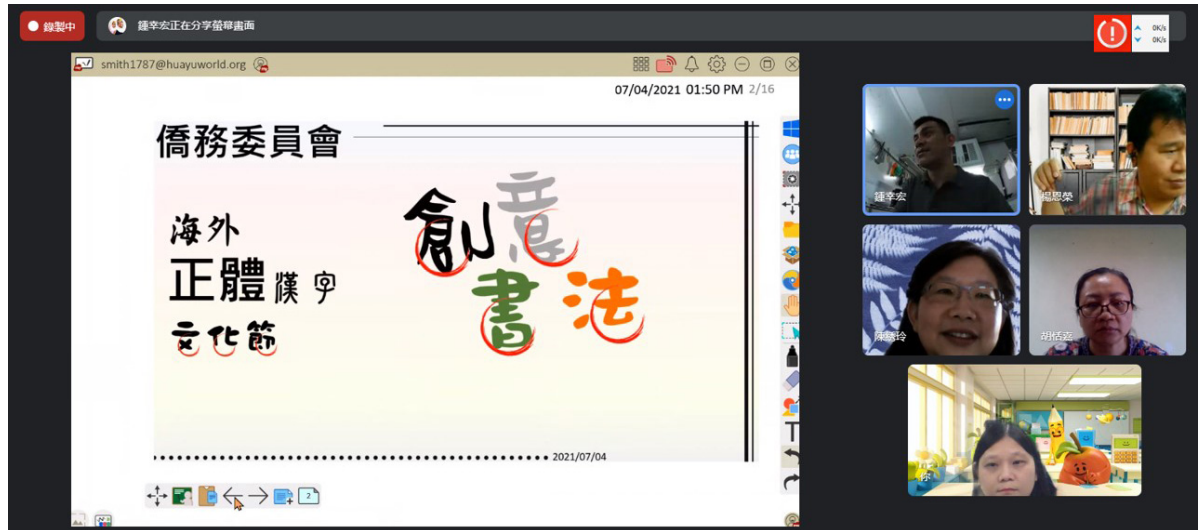 錄製中
鍾幸宏正在分享螢幕畫面
0K/s
0K/s
smith1787@huayuworld.org
07/04/2021 01:50 PM 2/16
僑務委員會
海外
正體漢字
文化節
創意
書法
2021/07/04
2
T
鍾幸宏
楊恩榮
陳綉玲
胡恬嘉
你